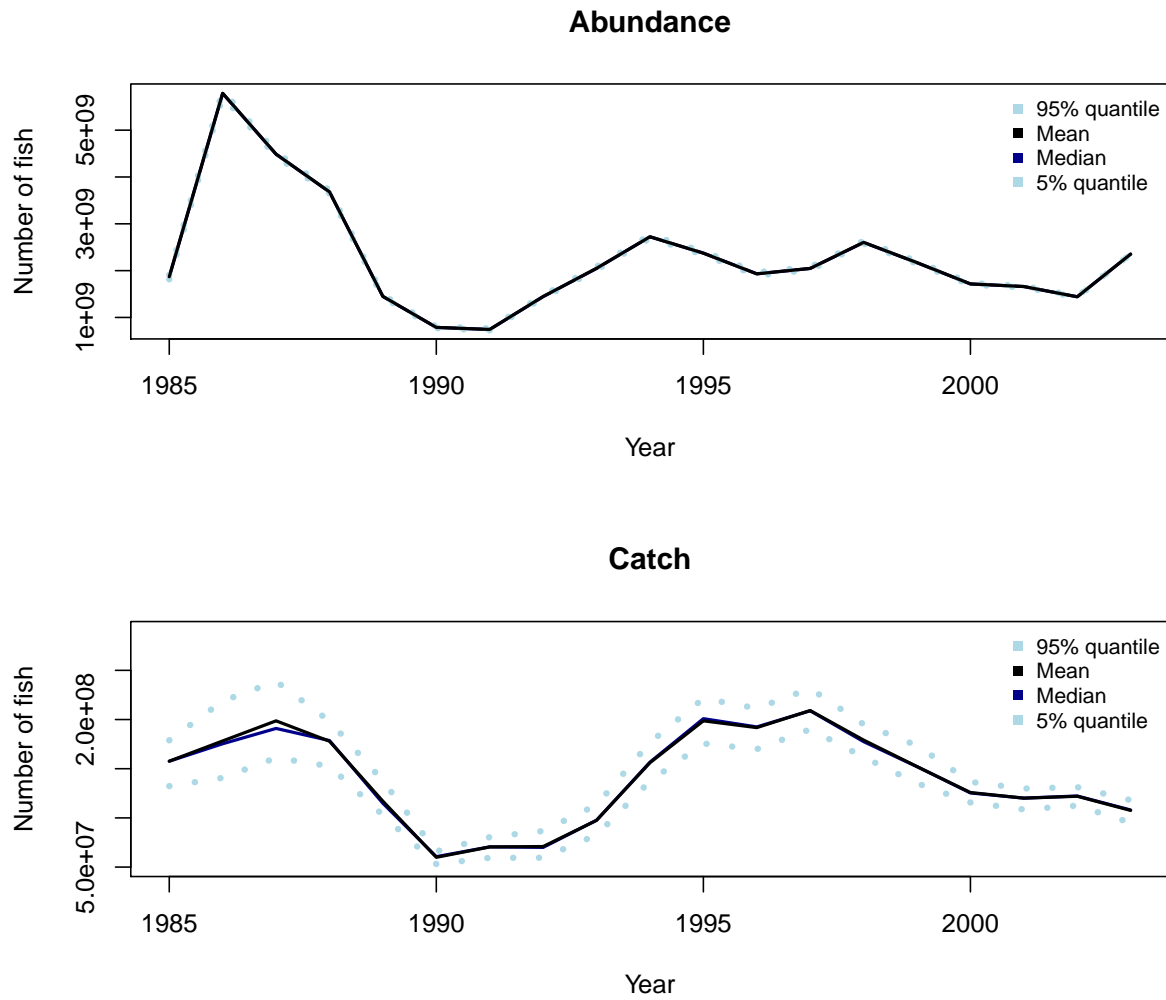 Abundance
Number of fish
5e+09
3e+09
1e+09
95% quantile
Mean
Median
5% quantile
1985 1990 1995 2000
Year
Catch
Number of fish
2.0e+08
5.0e+07
95% quantile
Mean
Median
5% quantile
1985 1990 1995 2000
Year